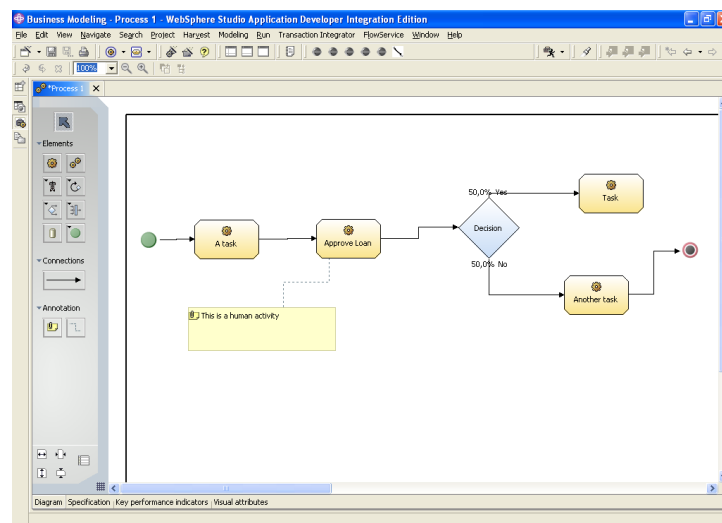 Business Modeling - Process 1 - WebSphere Studio Application Developer Integration Edition
File Edit View Navigate Search Project Harvest Modeling Run Transaction Integrator FlowService Window Help
100%
*Process 1
Elements
Connections
Annotation
50,0% Yes
Task
A task
Approve Loan
Decision
50,0% No
Another task
This is a human activity
Diagram Specification Key performance indicators Visual attributes